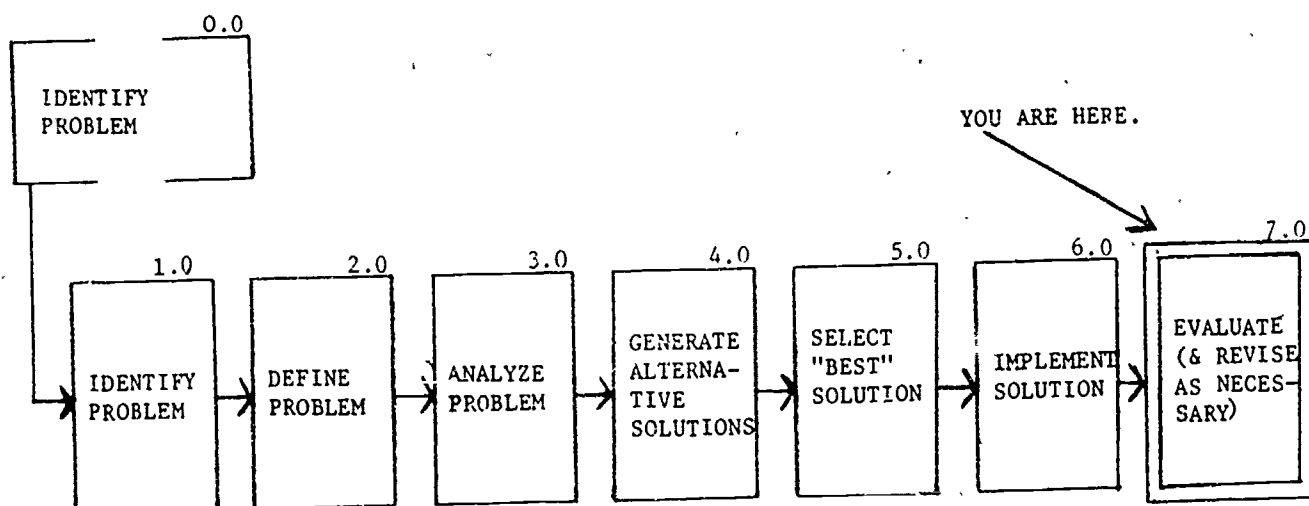 0.0
IDENTIFY
PROBLEM
YOU ARE HERE.
1.0
IDENTIFY
PROBLEM
2.0
DEFINE
PROBLEM
3.0
ANALYZE
PROBLEM
4.0
GENERATE
ALTERNA-
TIVE
SOLUTIONS
5.0
SELECT
"BEST"
SOLUTION
6.0
IMPLEMENT
SOLUTION
7.0
EVALUATE
(& REVISE
AS NECES-
SARY)